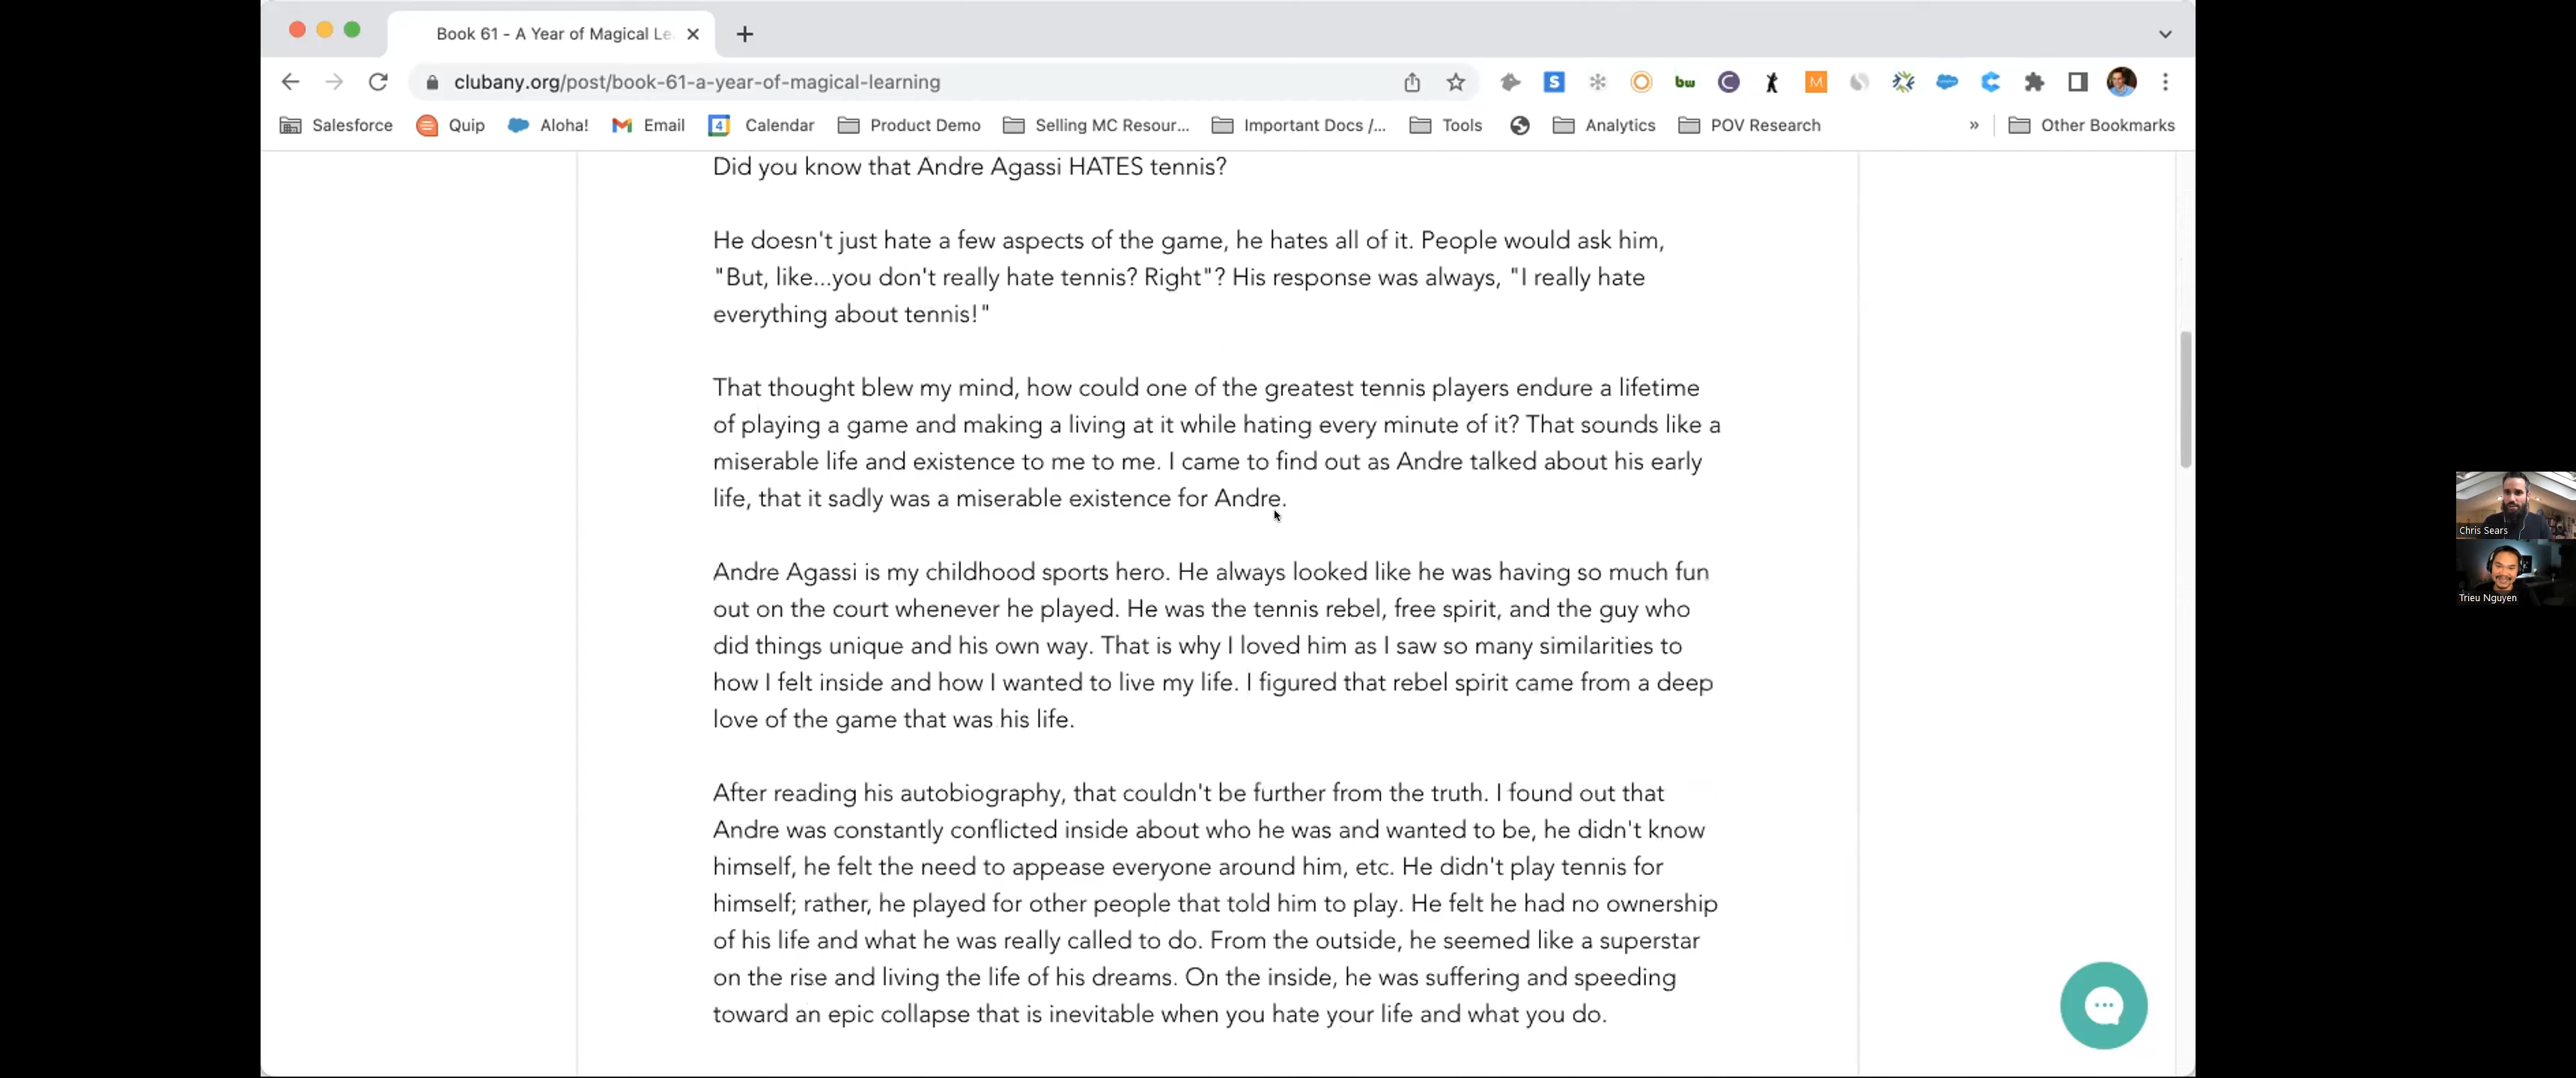 Book 61 - A Year of Magical Le
clubany.org/post/book-61-a-year-of-magical-learning
S
bw
M
Salesforce
Quip
Aloha!
Email
4
Calendar
Product Demo
Selling MC Resour...
Important Docs /...
Tools
Analytics
POV Research
»
Other Bookmarks
Did you know that Andre Agassi HATES tennis?
He doesn't just hate a few aspects of the game, he hates all of it. People would ask him,
"But, like...you don't really hate tennis? Right"? His response was always, "I really hate
everything about tennis!"
That thought blew my mind, how could one of the greatest tennis players endure a lifetime
of playing a game and making a living at it while hating every minute of it? That sounds like a
miserable life and existence to me to me. I came to find out as Andre talked about his early
life, that it sadly was a miserable existence for Andre.
Andre Agassi is my childhood sports hero. He always looked like he was having so much fun
out on the court whenever he played. He was the tennis rebel, free spirit, and the guy who
did things unique and his own way. That is why I loved him as I saw so many similarities to
how I felt inside and how I wanted to live my life. I figured that rebel spirit came from a deep
love of the game that was his life.
After reading his autobiography, that couldn't be further from the truth. I found out that
Andre was constantly conflicted inside about who he was and wanted to be, he didn't know
himself, he felt the need to appease everyone around him, etc. He didn't play tennis for
himself; rather, he played for other people that told him to play. He felt he had no ownership
of his life and what he was really called to do. From the outside, he seemed like a superstar
on the rise and living the life of his dreams. On the inside, he was suffering and speeding
toward an epic collapse that is inevitable when you hate your life and what you do.
Chris Sears
Trieu Nguyen